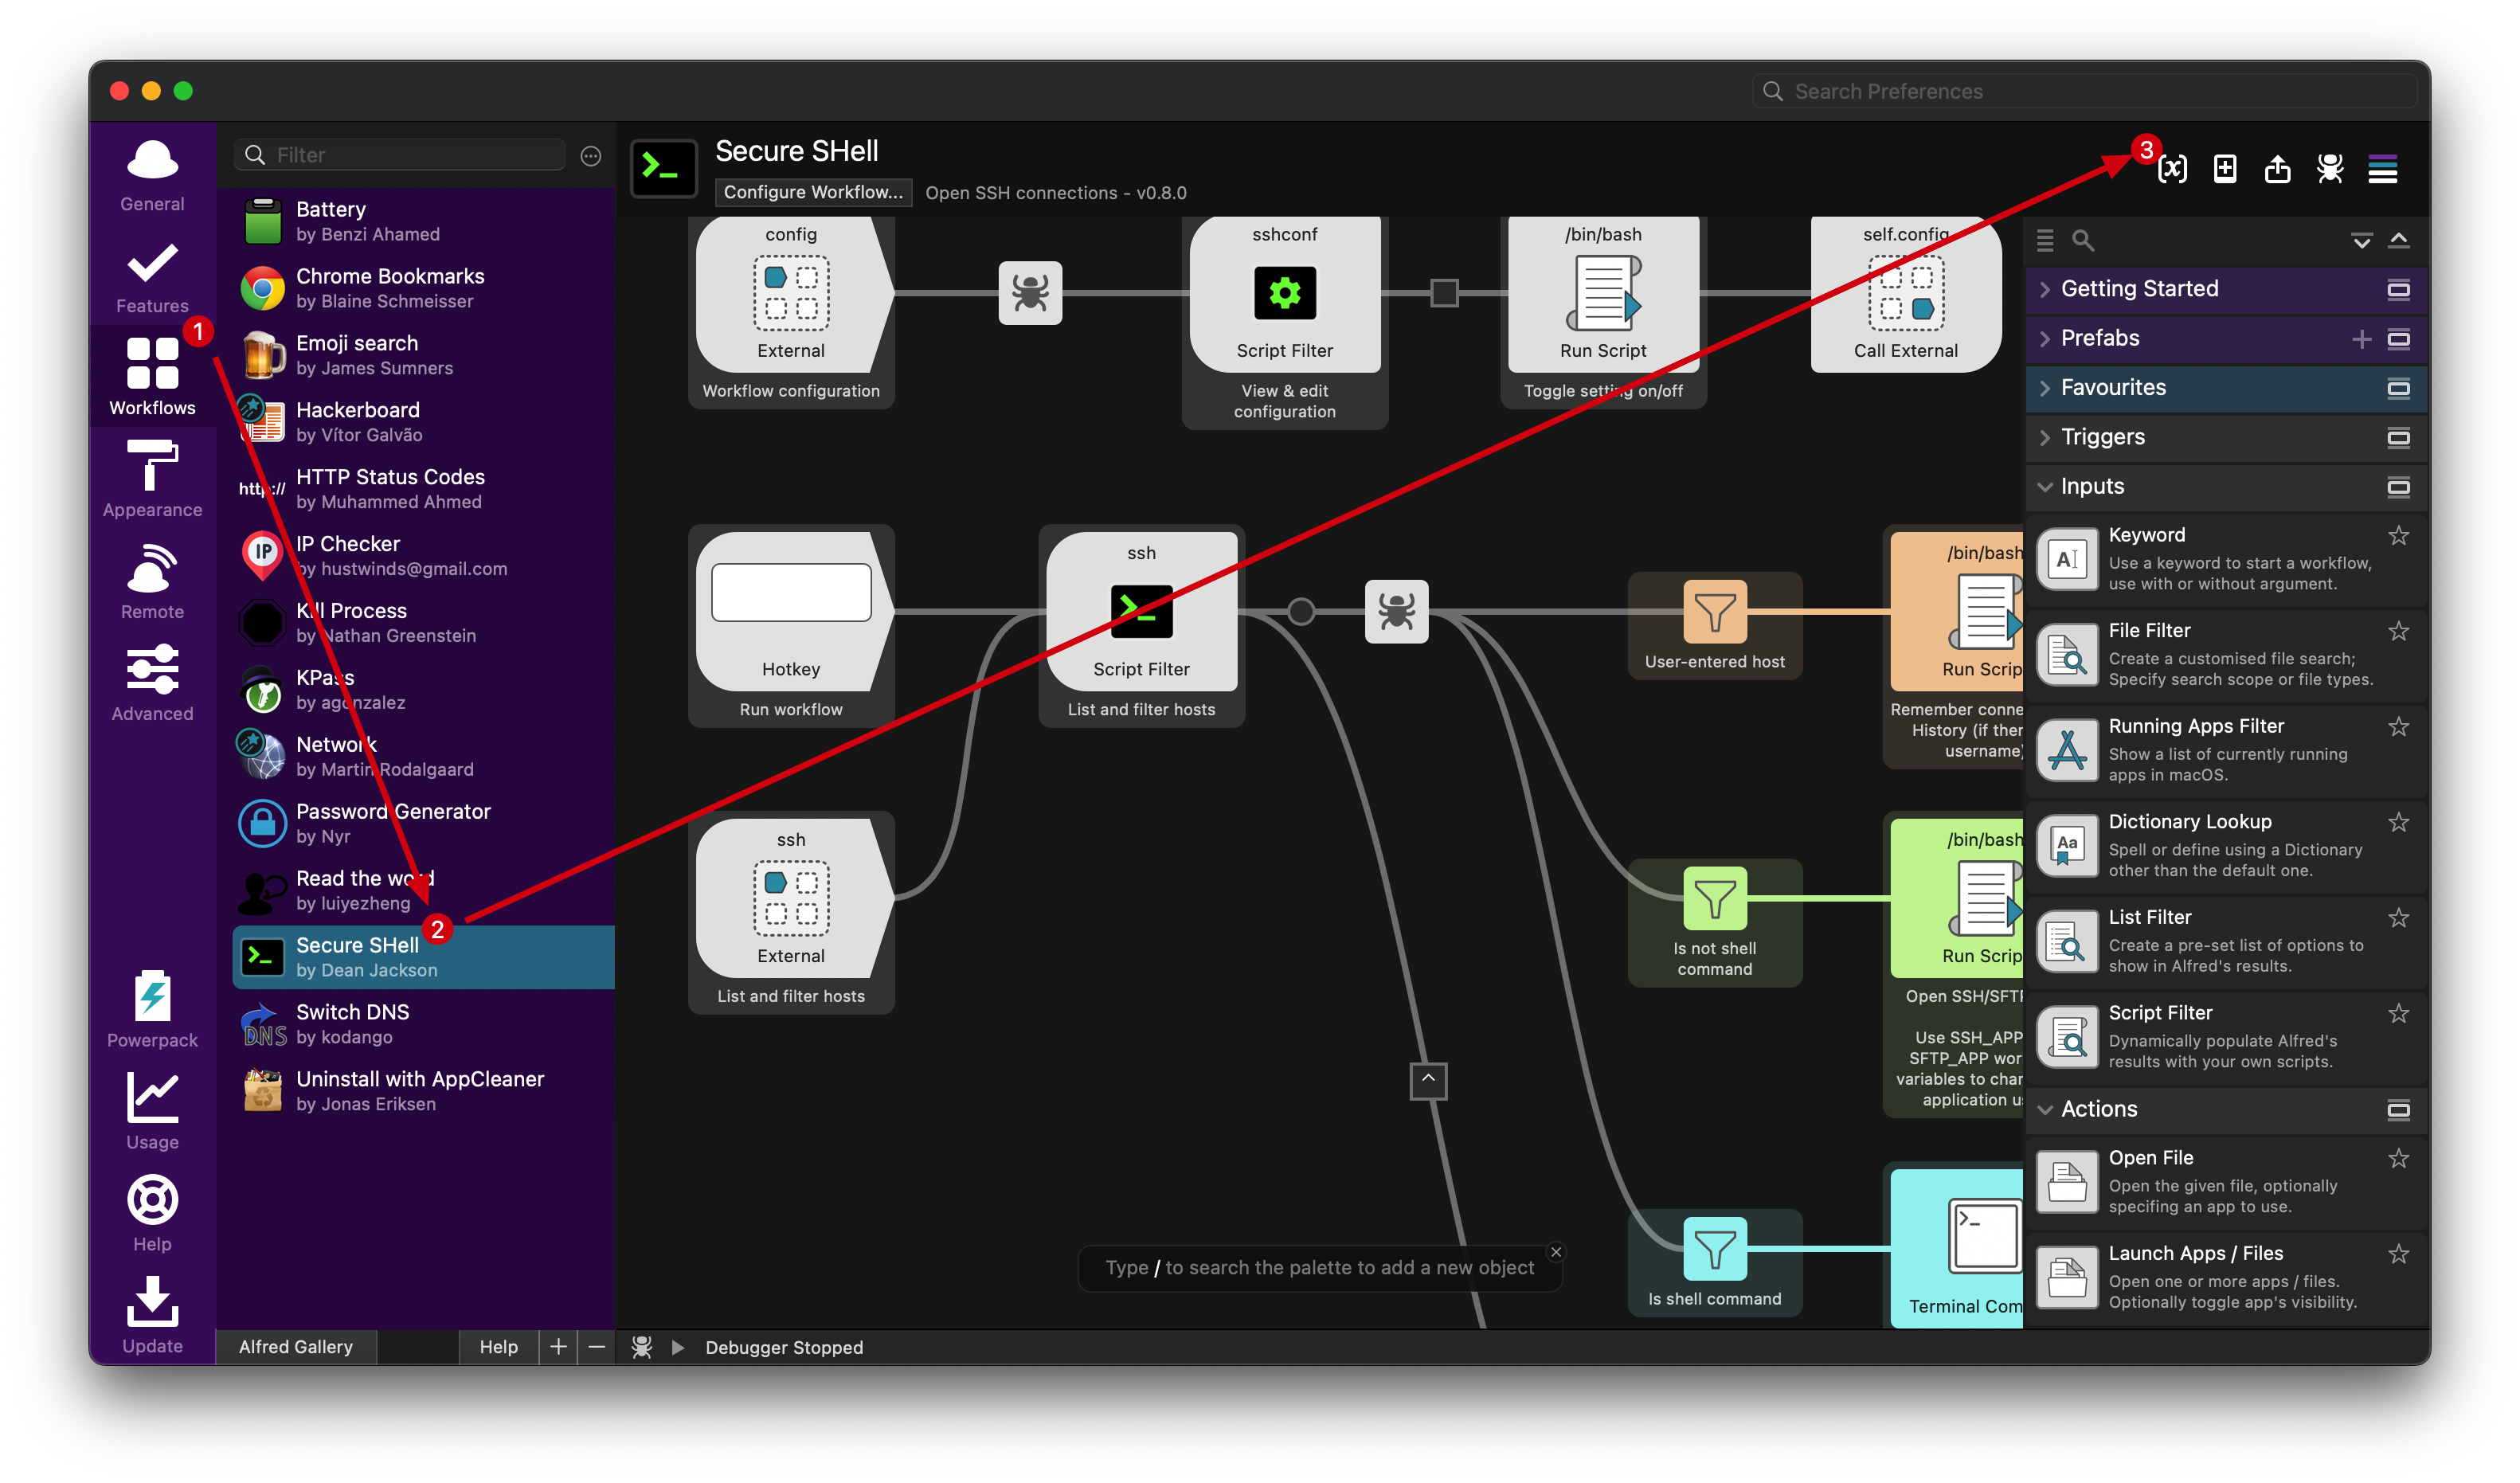 Search Preferences
General
Features
1
Workflows
Appearance
Remote
Advanced
Powerpack
Usage
Help
Update
Filter
Battery
by Benzi Ahamed
Chrome Bookmarks
by Blaine Schmeisser
Emoji search
by James Sumners
Hackerboard
by Vítor Galvão
HTTP Status Codes
http://
by Muhammed Ahmed
IP
IP Checker
by hustwinds@gmail.com
Kill Process
by Nathan Greenstein
KPass
by agonzalez
Network
by Martin Rodalgaard
Password Generator
by Nyr
Read the word
by luiyezheng
2
Secure SHell
by Dean Jackson
Switch DNS
DNS
by kodango
Uninstall with AppCleaner
by Jonas Eriksen
Alfred Gallery
Help
+
−
Secure SHell
Configure Workflow...
Open SSH connections - v0.8.0
3
{x}
config
External
Workflow configuration
sshconf
Script Filter
View & edit
configuration
/bin/bash
Run Script
Toggle setting on/off
self.config
Call External
Hotkey
Run workflow
ssh
Script Filter
List and filter hosts
User-entered host
/bin/bash
Run Scrip
Remember conne
History (if ther
username)
ssh
External
List and filter hosts
Is not shell
command
/bin/bash
Run Scrip
Open SSH/SFTF
Use SSH_APP
SFTP_APP wor
variables to char
application us
Is shell command
Terminal Com
Type / to search the palette to add a new object
Debugger Stopped
Getting Started
Prefabs
Favourites
Triggers
Inputs
Keyword
Use a keyword to start a workflow,
use with or without argument.
File Filter
Create a customised file search;
Specify search scope or file types.
Running Apps Filter
Show a list of currently running
apps in macOS.
Dictionary Lookup
Aa
Spell or define using a Dictionary
other than the default one.
List Filter
Create a pre-set list of options to
show in Alfred's results.
Script Filter
Dynamically populate Alfred's
results with your own scripts.
Actions
Open File
Open the given file, optionally
specifing an app to use.
Launch Apps / Files
Open one or more apps / files.
Optionally toggle app's visibility.